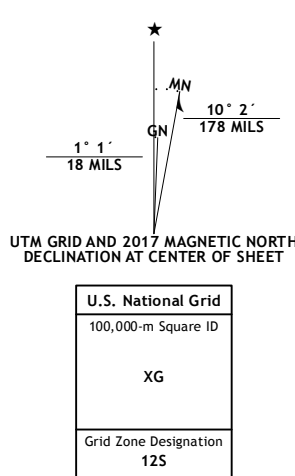 MN
GN
10° 2´
178 MILS
1° 1´
18 MILS
UTM GRID AND 2017 MAGNETIC NORTH
DECLINATION AT CENTER OF SHEET
U.S. National Grid
100,000-m Square ID
XG
Grid Zone Designation
12S